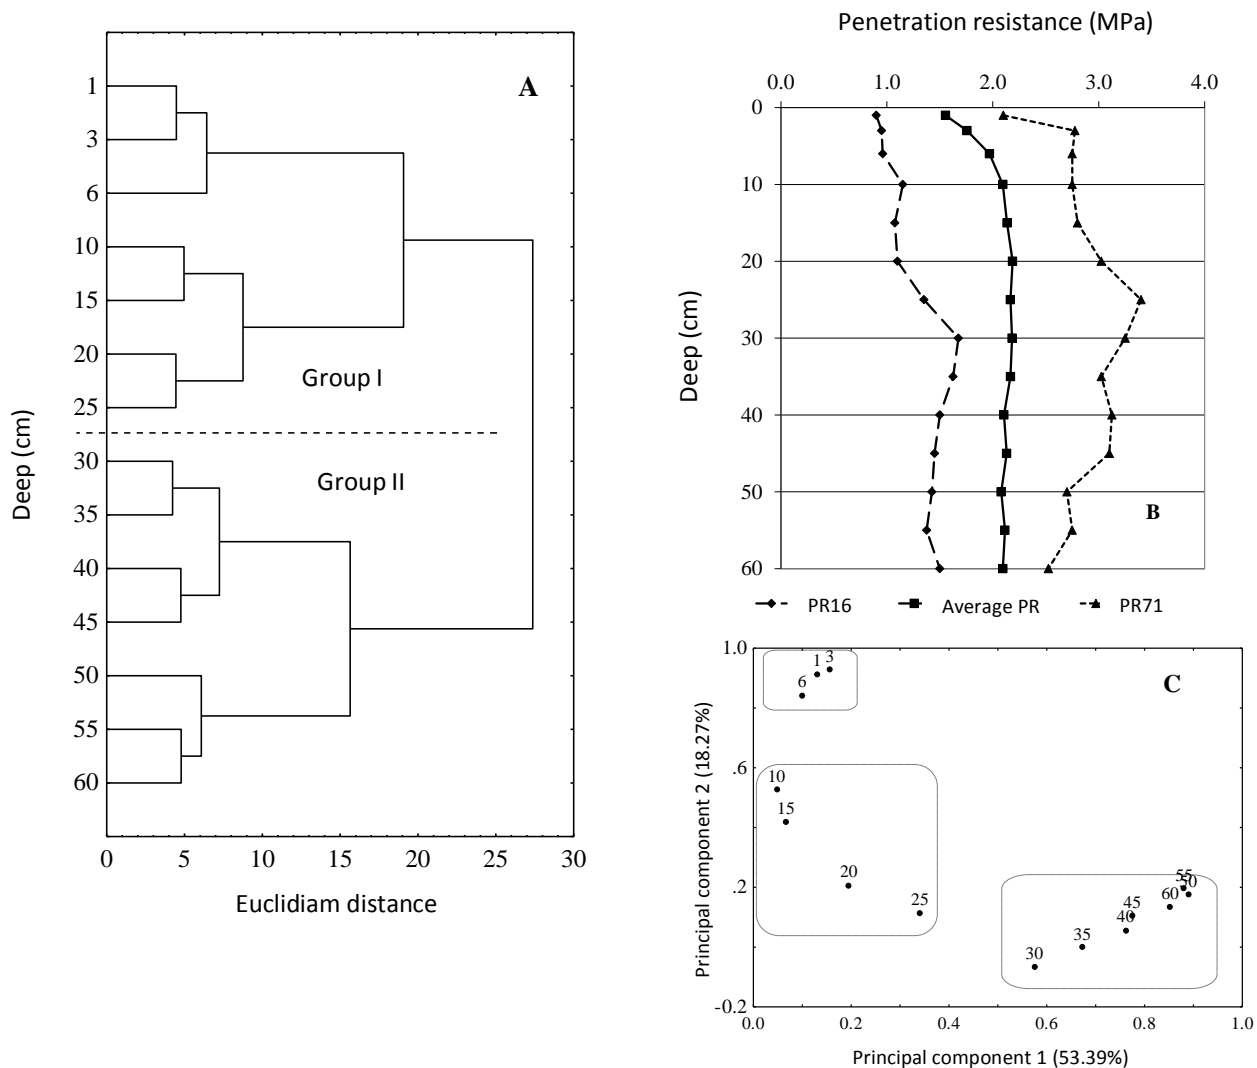 A
1
3
6
10
15
20
25
30
35
40
45
50
55
60
Group I
Group II
Deep (cm)
0 5 10 15 20 25 30
Euclidiam distance
Penetration resistance (MPa)
0.0 1.0 2.0 3.0 4.0
0
10
20
30
40
50
60
Deep (cm)
B
PR16 Average PR PR71
C
1.0
.6
.2
-0.2
Principal component 2 (18.27%)
1 3
6
10
15
20
25
30
35
40
45
60
55
50
0.0 0.2 0.4 0.6 0.8 1.0
Principal component 1 (53.39%)